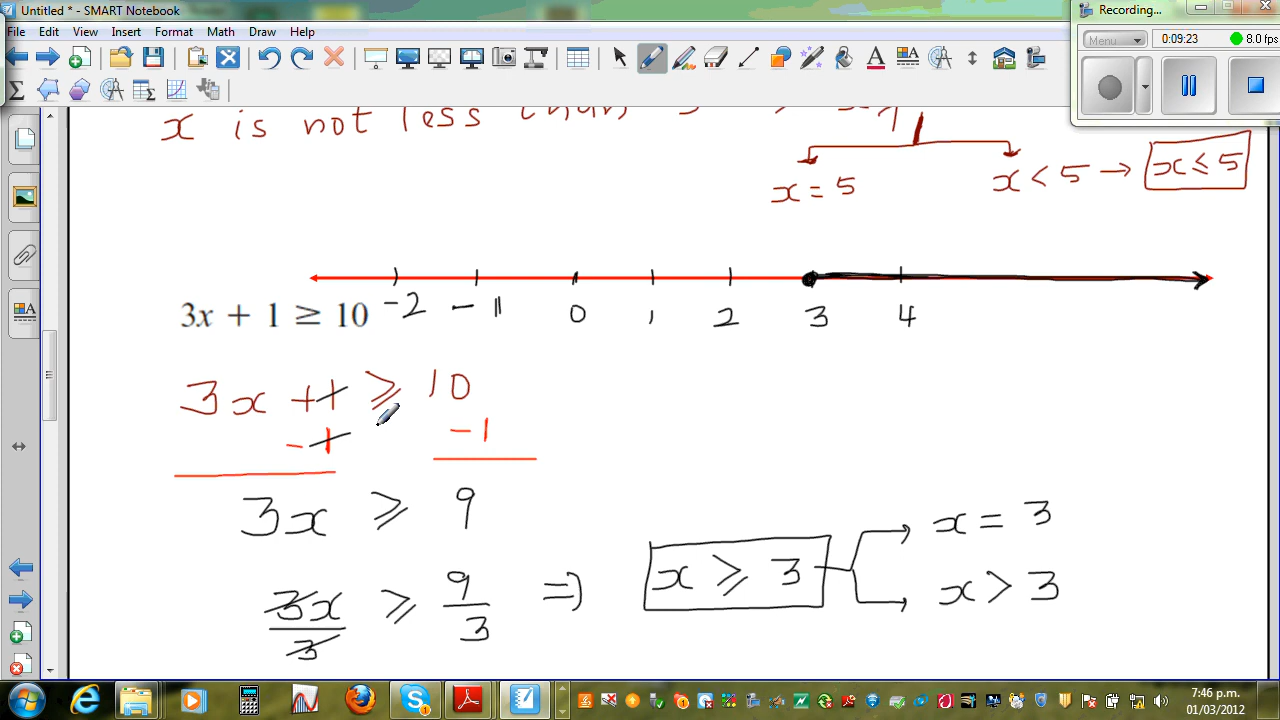 Untitled * - SMART Notebook
Recording...
File Edit View Insert Format Math Draw Help
Menu 0:09:23 8.0 fps
x is not less than
x = 5 x < 5 → x ≤ 5
3x + 1 ≥ 10 -2 -1 0 1 2 3 4
3x + 1 ≥ 10
- 1 - 1
3x ≥ 9
x = 3
3x/3 ≥ 9/3 ⇒ x ≥ 3
x > 3
7:46 p.m.
01/03/2012